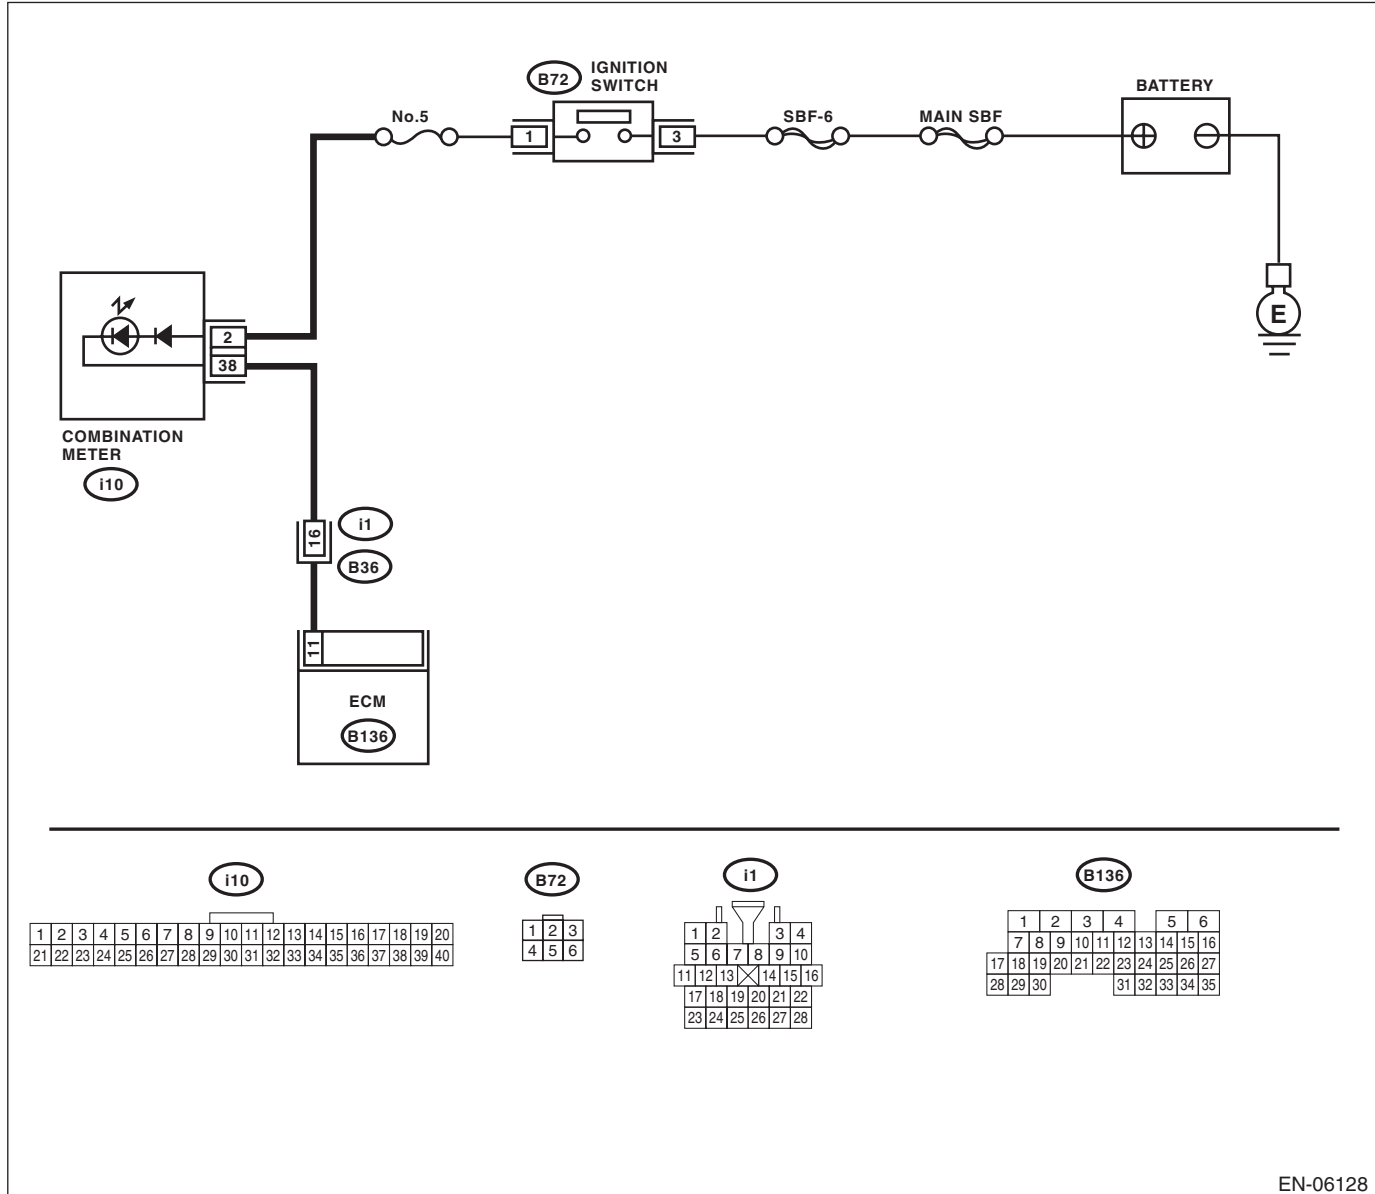 B72
IGNITION
SWITCH
No.5
1
3
SBF-6
MAIN SBF
BATTERY
E
2
38
COMBINATION
METER
i10
16
i1
B36
11
ECM
B136
i10
1 2 3 4 5 6 7 8 9 10 11 12 13 14 15 16 17 18 19 20
21 22 23 24 25 26 27 28 29 30 31 32 33 34 35 36 37 38 39 40
B72
1 2 3
4 5 6
i1
1 2 3 4
5 6 7 8 9 10
11 12 13 14 15 16
17 18 19 20 21 22
23 24 25 26 27 28
B136
1 2 3 4 5 6
7 8 9 10 11 12 13 14 15 16
17 18 19 20 21 22 23 24 25 26 27
28 29 30 31 32 33 34 35
EN-06128